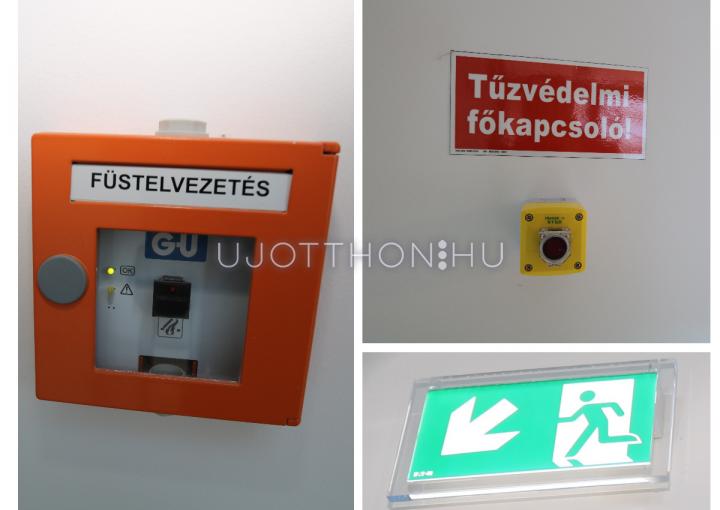 FÜSTELVEZETÉS
G-U
OK
UJOTTHON.HU
Tűzvédelmi
főkapcsoló!